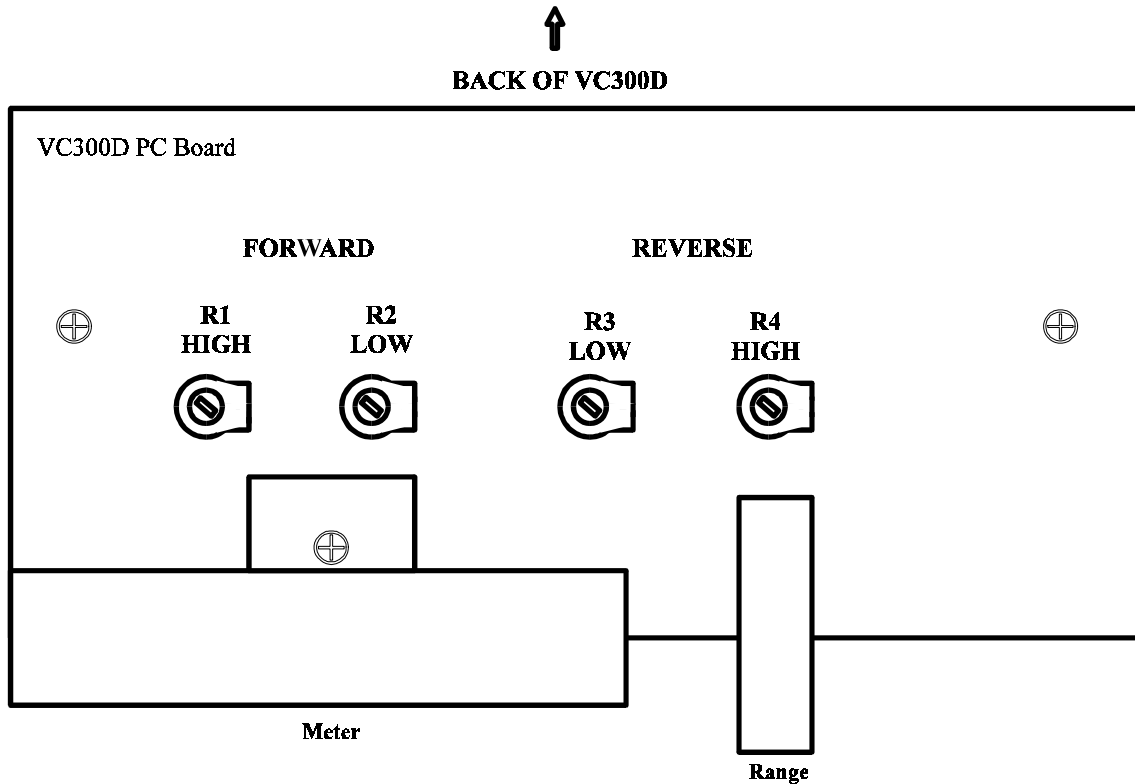 BACK OF VC300D
VC300D PC Board
FORWARD
REVERSE
R1
HIGH
R2
LOW
R3
LOW
R4
HIGH
Meter
Range